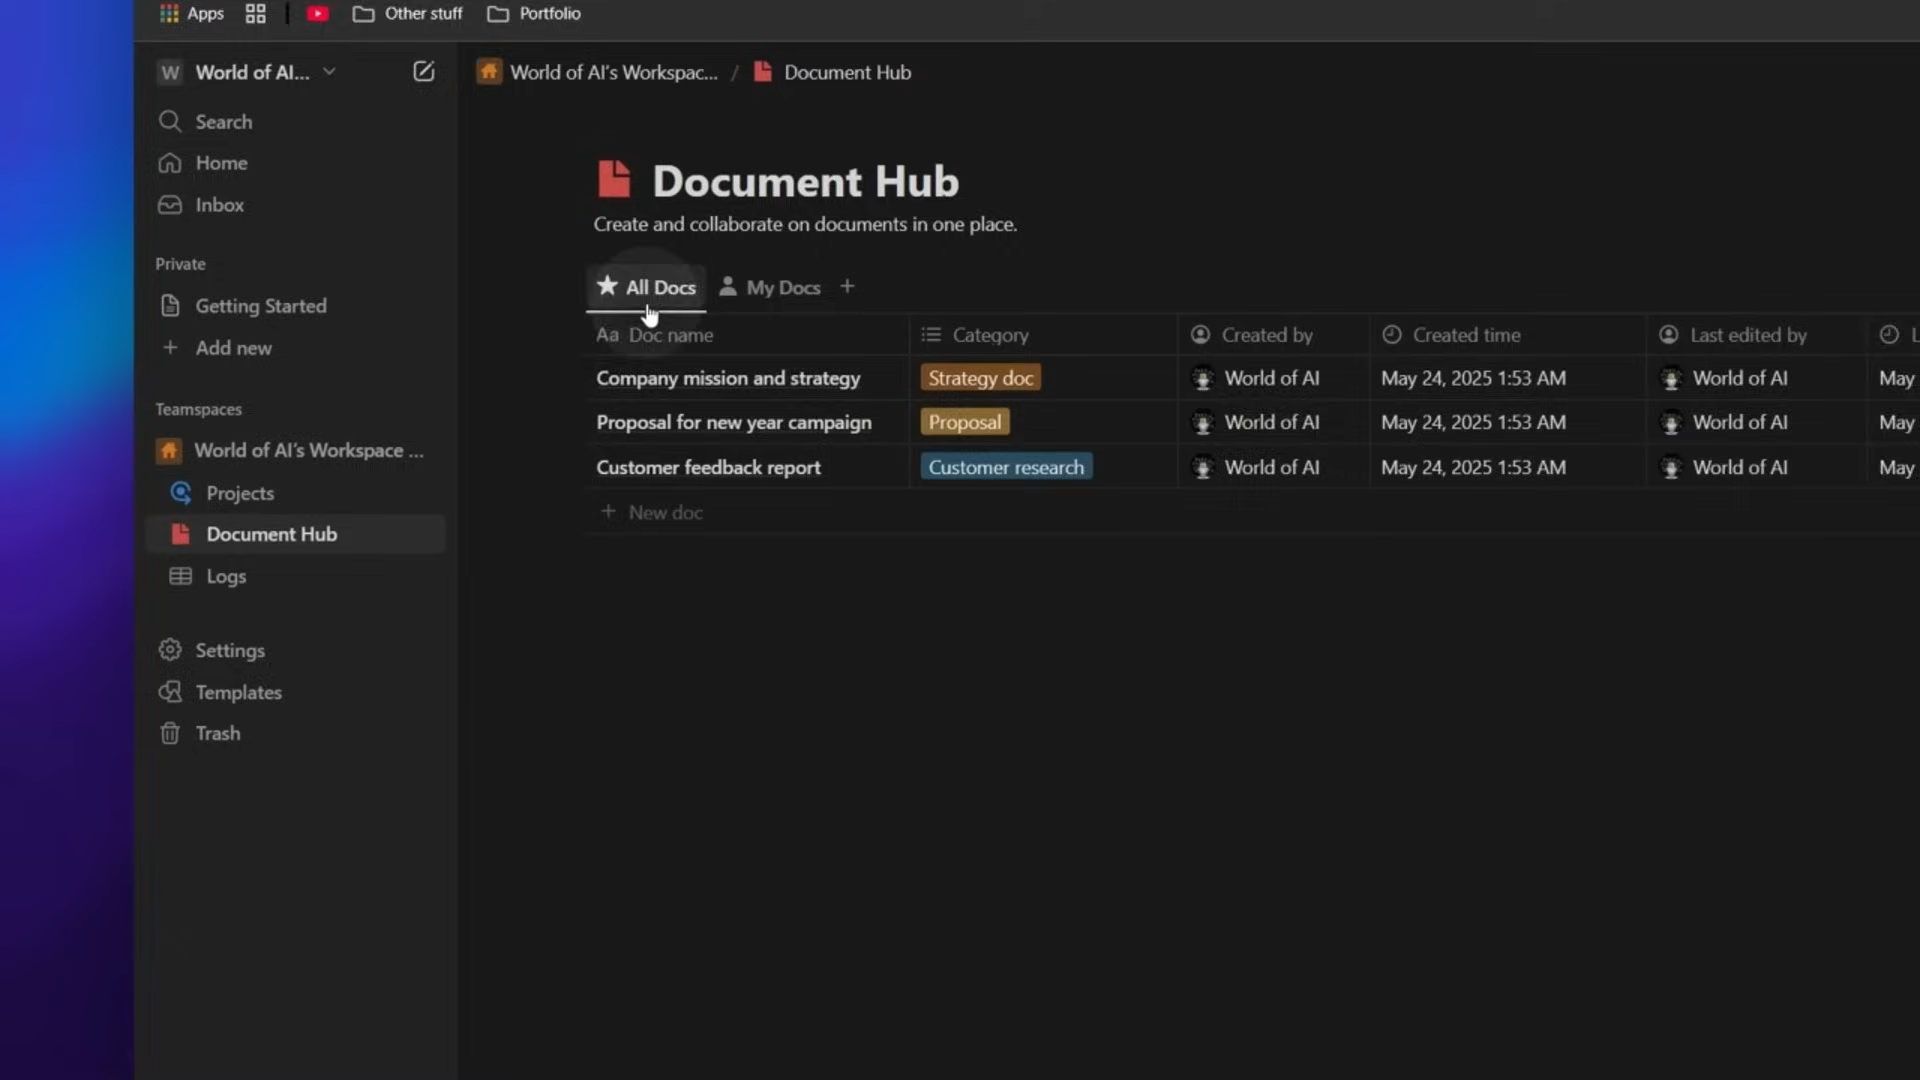 Apps
Other stuff
Portfolio
W World of AI...
World of AI's Workspac... / Document Hub
Search
Home
Inbox
Private
Getting Started
+ Add new
Teamspaces
World of AI's Workspace ...
Projects
Document Hub
Logs
Settings
Templates
Trash
Document Hub
Create and collaborate on documents in one place.
All Docs My Docs +
Aa Doc name Category Created by Created time Last edited by
Company mission and strategy Strategy doc World of AI May 24, 2025 1:53 AM World of AI May
Proposal for new year campaign Proposal World of AI May 24, 2025 1:53 AM World of AI May
Customer feedback report Customer research World of AI May 24, 2025 1:53 AM World of AI May
+ New doc